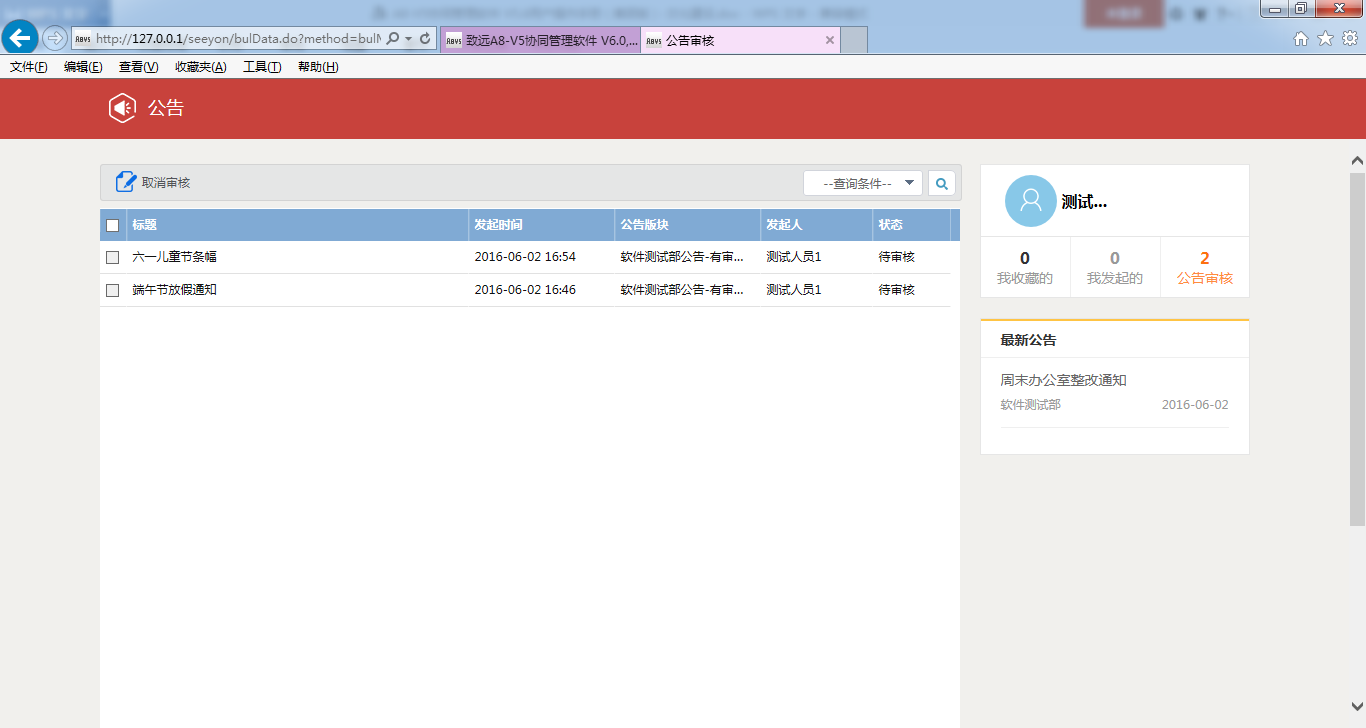 http://127.0.0.1/seeyon/bulData.do?method=bulM
A8V5 致远A8-V5协同管理软件 V6.0,... A8V5 公告审核
文件(F) 编辑(E) 查看(V) 收藏夹(A) 工具(T) 帮助(H)
公告
取消审核 --查询条件--
标题 发起时间 公告版块 发起人 状态
六一儿童节条幅 2016-06-02 16:54 软件测试部公告-有审... 测试人员1 待审核
端午节放假通知 2016-06-02 16:46 软件测试部公告-有审... 测试人员1 待审核
测试...
0 0 2
我收藏的 我发起的 公告审核
最新公告
周末办公室整改通知
软件测试部 2016-06-02